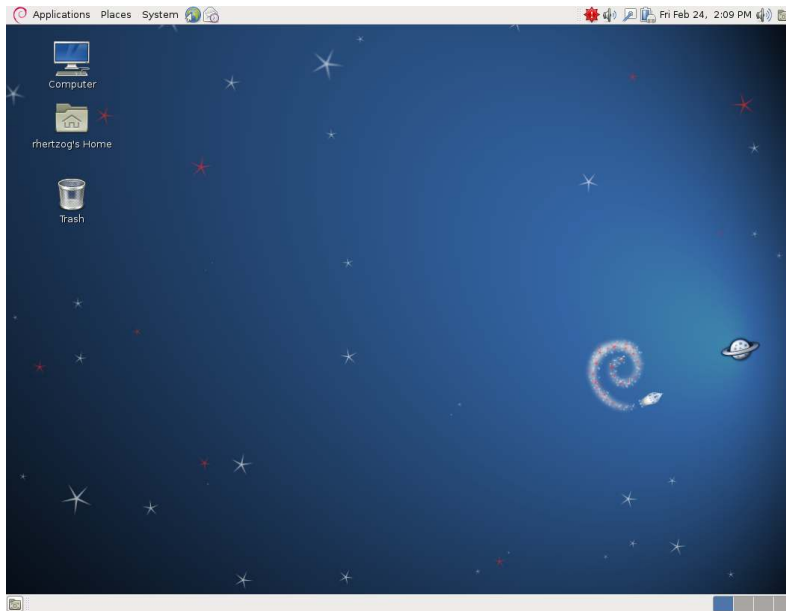 Applications Places System Fri Feb 24, 2:09 PM
Computer
rhertzog's Home
Trash